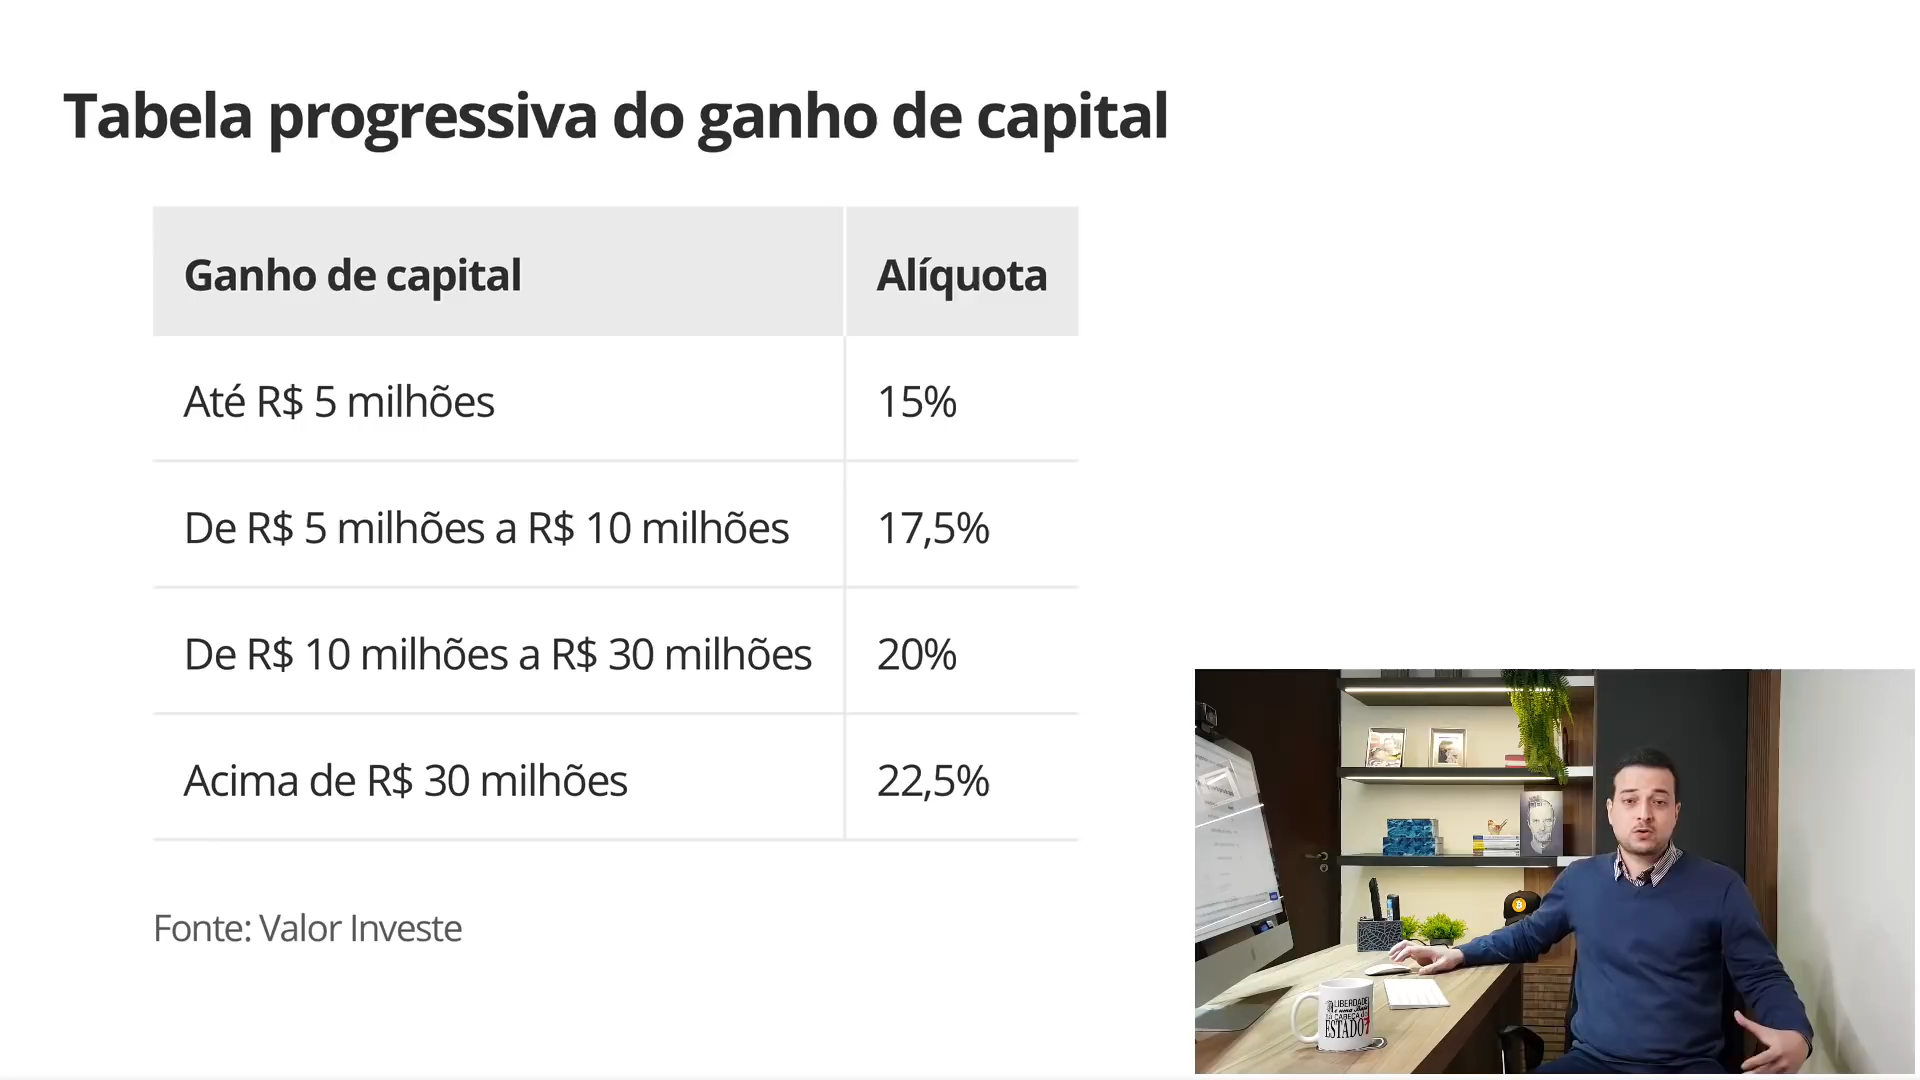 Tabela progressiva do ganho de capital
Ganho de capital Alíquota
Até R$ 5 milhões 15%
De R$ 5 milhões a R$ 10 milhões 17,5%
De R$ 10 milhões a R$ 30 milhões 20%
Acima de R$ 30 milhões 22,5%
Fonte: Valor Investe
LIBERDADE
é uma
CABEÇA
ESTADO